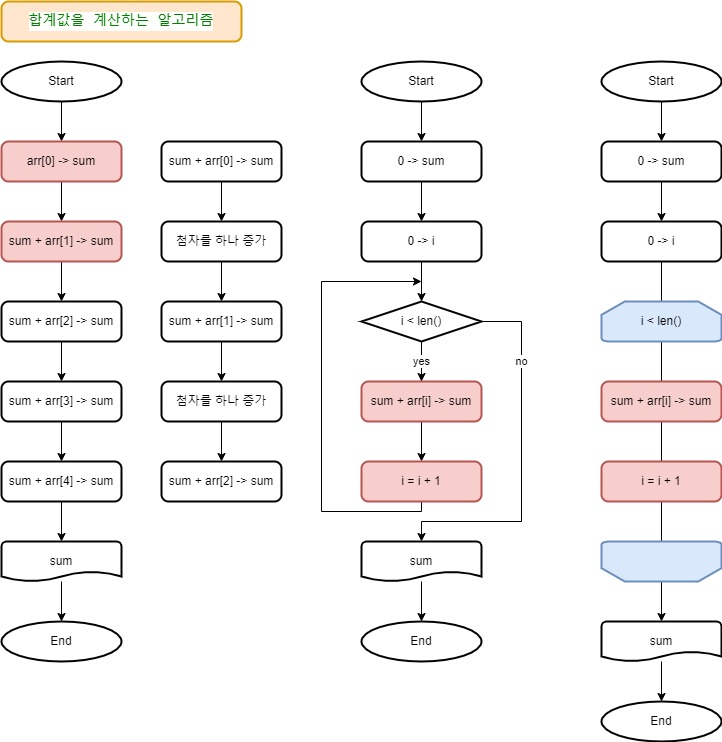 합계값을 계산하는 알고리즘
Start
arr[0] -> sum
sum + arr[1] -> sum
sum + arr[2] -> sum
sum + arr[3] -> sum
sum + arr[4] -> sum
sum
End
sum + arr[0] -> sum
첨자를 하나 증가
sum + arr[1] -> sum
첨자를 하나 증가
sum + arr[2] -> sum
Start
0 -> sum
0 -> i
i < len()
yes
no
sum + arr[i] -> sum
i = i + 1
sum
End
Start
0 -> sum
0 -> i
i < len()
sum + arr[i] -> sum
i = i + 1
sum
End